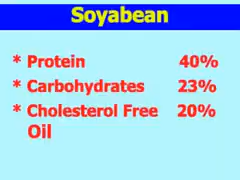 Soyabean
* Protein 40%
* Carbohydrates 23%
* Cholesterol Free 20%
Oil